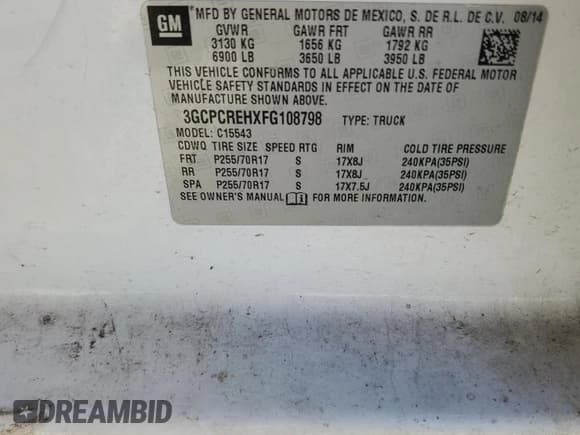 GM
*MFD BY GENERAL MOTORS DE MEXICO, S. DE R.L. DE C.V. 08/14
GVWR GAWR FRT GAWR RR
3130 KG 1656 KG 1792 KG
6900 LB 3650 LB 3950 LB
THIS VEHICLE CONFORMS TO ALL APPLICABLE U.S. FEDERAL MOTOR
VEHICLE SAFETY STANDARDS IN EFFECT ON THE DATE OF
MANUFACTURE SHOWN ABOVE.
3GCPCREHXFG108798 TYPE: TRUCK
MODEL: C15543
CDWQ TIRE SIZE SPEED RTG RIM COLD TIRE PRESSURE
FRT P255/70R17 S 17X8J 240KPA(35PSI)
RR P255/70R17 S 17X8J 240KPA(35PSI)
SPA P255/70R17 S 17X7.5J 240KPA(35PSI)
SEE OWNER'S MANUAL FOR MORE INFORMATION.
DREAMBID